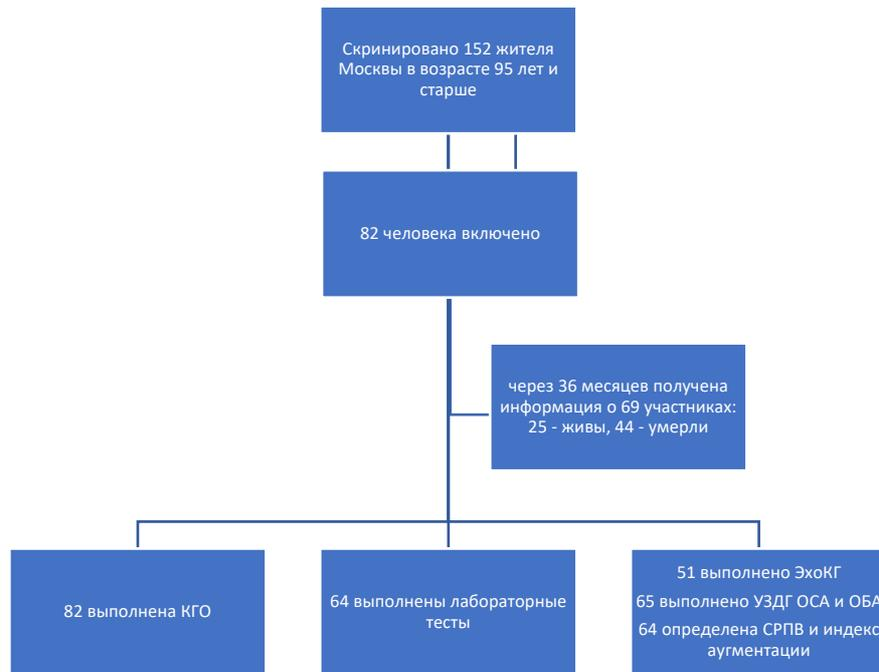 Скринировано 152 жителя
Москвы в возрасте 95 лет и
старше
82 человека включено
через 36 месяцев получена
информация о 69 участниках:
25 - живы, 44 - умерли
82 выполнена КГО
64 выполнены лабораторные
тесты
51 выполнено ЭхоКГ
65 выполнено УЗДГ ОСА и ОБА
64 определена СРПВ и индекс
аугментации